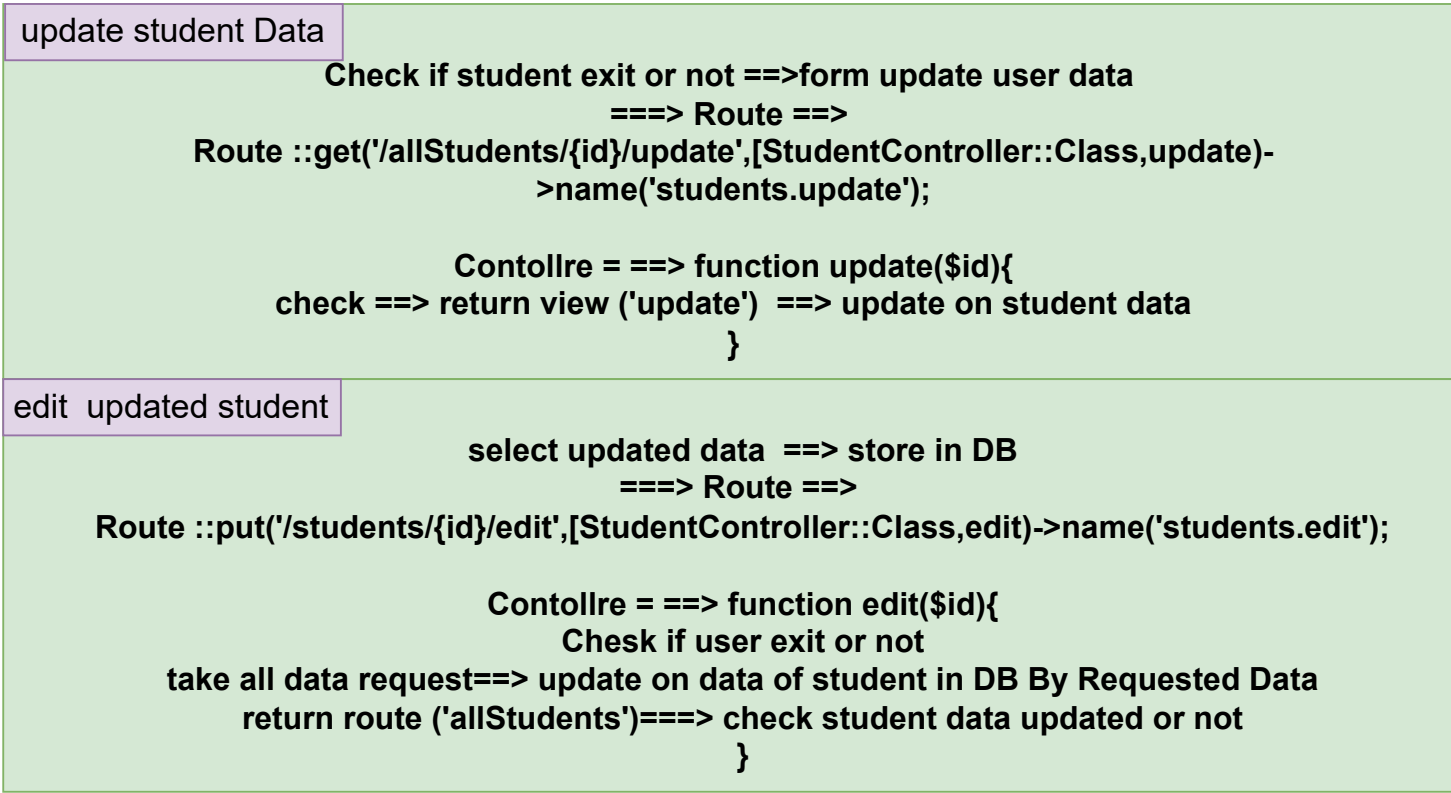 update student Data
Check if student exit or not ==>form update user data
===> Route ==>
Route ::get('/allStudents/{id}/update',[StudentController::Class,update)-
>name('students.update');
Contollre = ==> function update($id){
check ==> return view ('update')  ==> update on student data
}
edit  updated student
select updated data  ==> store in DB
===> Route ==>
Route ::put('/students/{id}/edit',[StudentController::Class,edit)->name('students.edit');
Contollre = ==> function edit($id){
Chesk if user exit or not
take all data request==> update on data of student in DB By Requested Data
return route ('allStudents')===> check student data updated or not
}